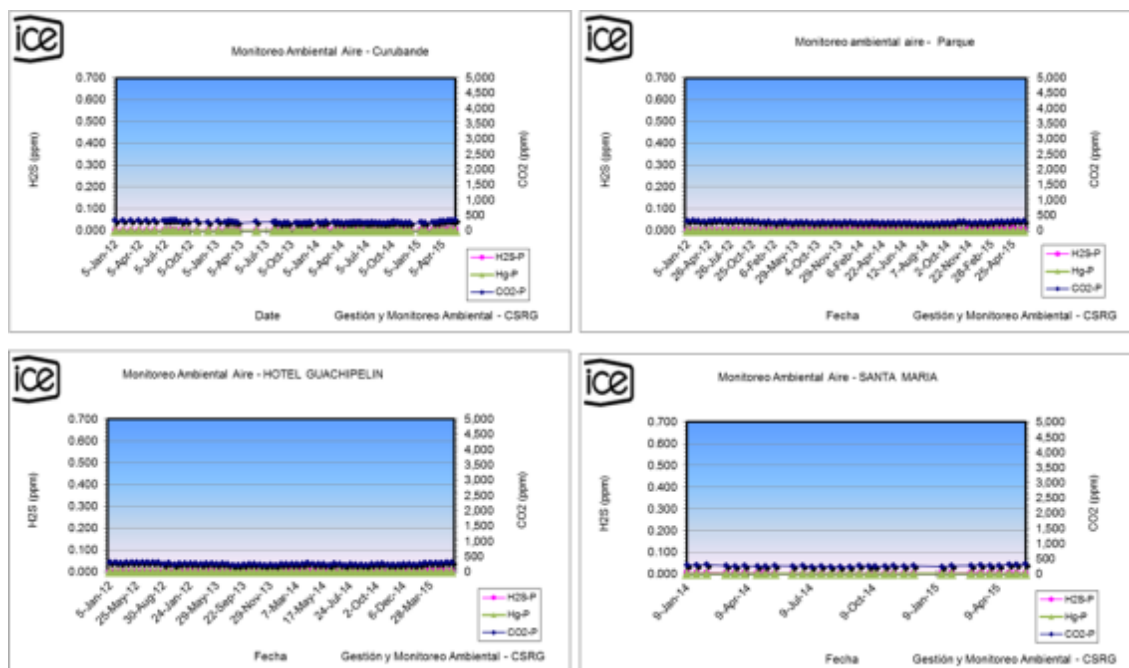 ice
Monitoreo Ambiental Aire - Curubande
0.700
0.600
0.500
0.400
0.300
0.200
0.100
0.000
H2S (ppm)
5,000
4,500
4,000
3,500
3,000
2,500
2,000
1,500
1,000
500
0
CO2 (ppm)
5-Jan-12
5-Apr-12
5-Jul-12
5-Oct-12
5-Jan-13
5-Apr-13
5-Jul-13
5-Oct-13
5-Jan-14
5-Apr-14
5-Jul-14
5-Oct-14
5-Jan-15
5-Apr-15
H2S-P
Hg-P
CO2-P
Date
Gestión y Monitoreo Ambiental - CSRG
ice
Monitoreo ambiental aire - Parque
0.700
0.600
0.500
0.400
0.300
0.200
0.100
0.000
H2S (ppm)
5,000
4,500
4,000
3,500
3,000
2,500
2,000
1,500
1,000
500
0
CO2 (ppm)
5-Jan-12
26-Apr-12
26-Jul-12
25-Oct-12
6-Feb-13
29-May-13
4-Oct-13
29-Nov-13
6-Feb-14
22-Apr-14
12-Jun-14
7-Aug-14
2-Oct-14
22-Nov-14
28-Feb-15
25-Apr-15
H2S-P
Hg-P
CO2-P
Fecha
Gestión y Monitoreo Ambiental - CSRG
ice
Monitoreo Ambiental Aire - HOTEL GUACHIPELIN
0.700
0.600
0.500
0.400
0.300
0.200
0.100
0.000
H2S (ppm)
5,000
4,500
4,000
3,500
3,000
2,500
2,000
1,500
1,000
500
0
CO2 (ppm)
5-Jan-12
25-May-12
30-Aug-12
24-Jan-12
29-May-13
22-Sep-13
29-Nov-13
7-Mar-14
17-May-14
24-Jul-14
2-Oct-14
6-Dec-14
28-Mar-15
H2S-P
Hg-P
CO2-P
Fecha
Gestión y Monitoreo Ambiental - CSRG
ice
Monitoreo Ambiental Aire - SANTA MARIA
0.700
0.600
0.500
0.400
0.300
0.200
0.100
0.000
H2S (ppm)
5,000
4,500
4,000
3,500
3,000
2,500
2,000
1,500
1,000
500
0
CO2 (ppm)
9-Jan-14
9-Apr-14
9-Jul-14
9-Oct-14
9-Jan-15
9-Apr-15
H2S-P
Hg-P
CO2-P
Fecha
Gestión y Monitoreo Ambiental - CSRG